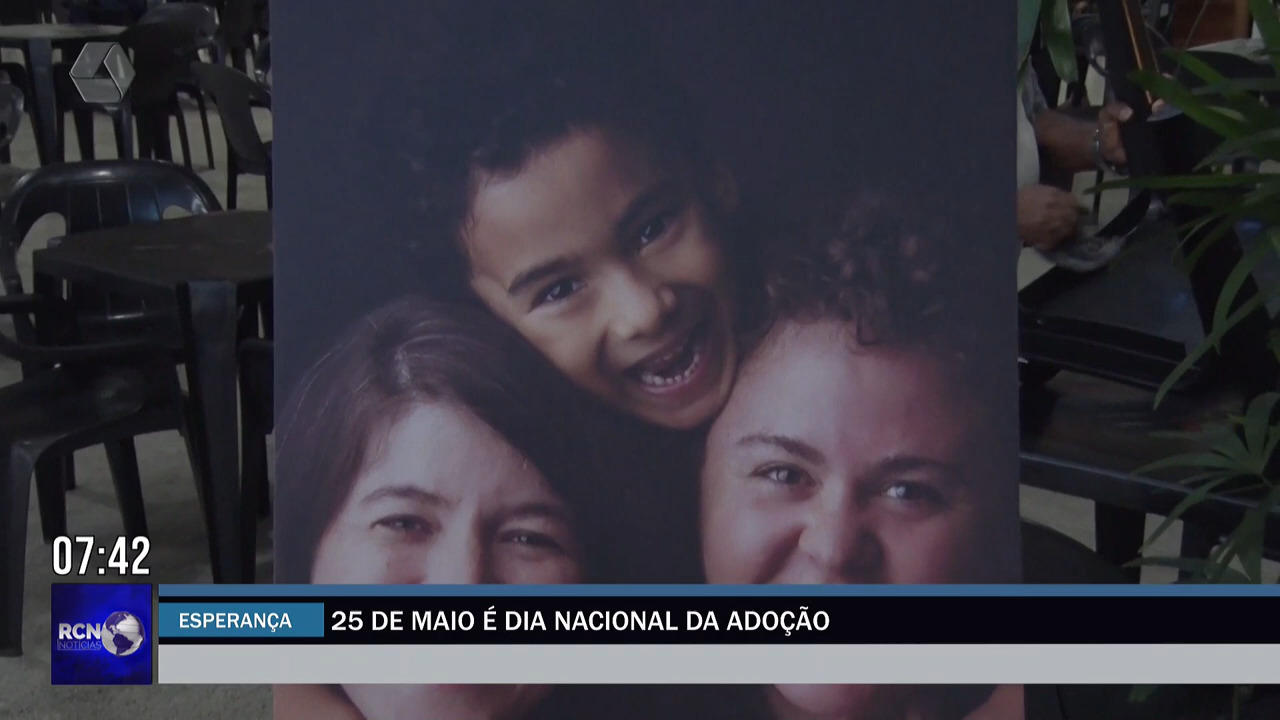 07:42
RCN
NOTÍCIAS
ESPERANÇA
25 DE MAIO É DIA NACIONAL DA ADOÇÃO